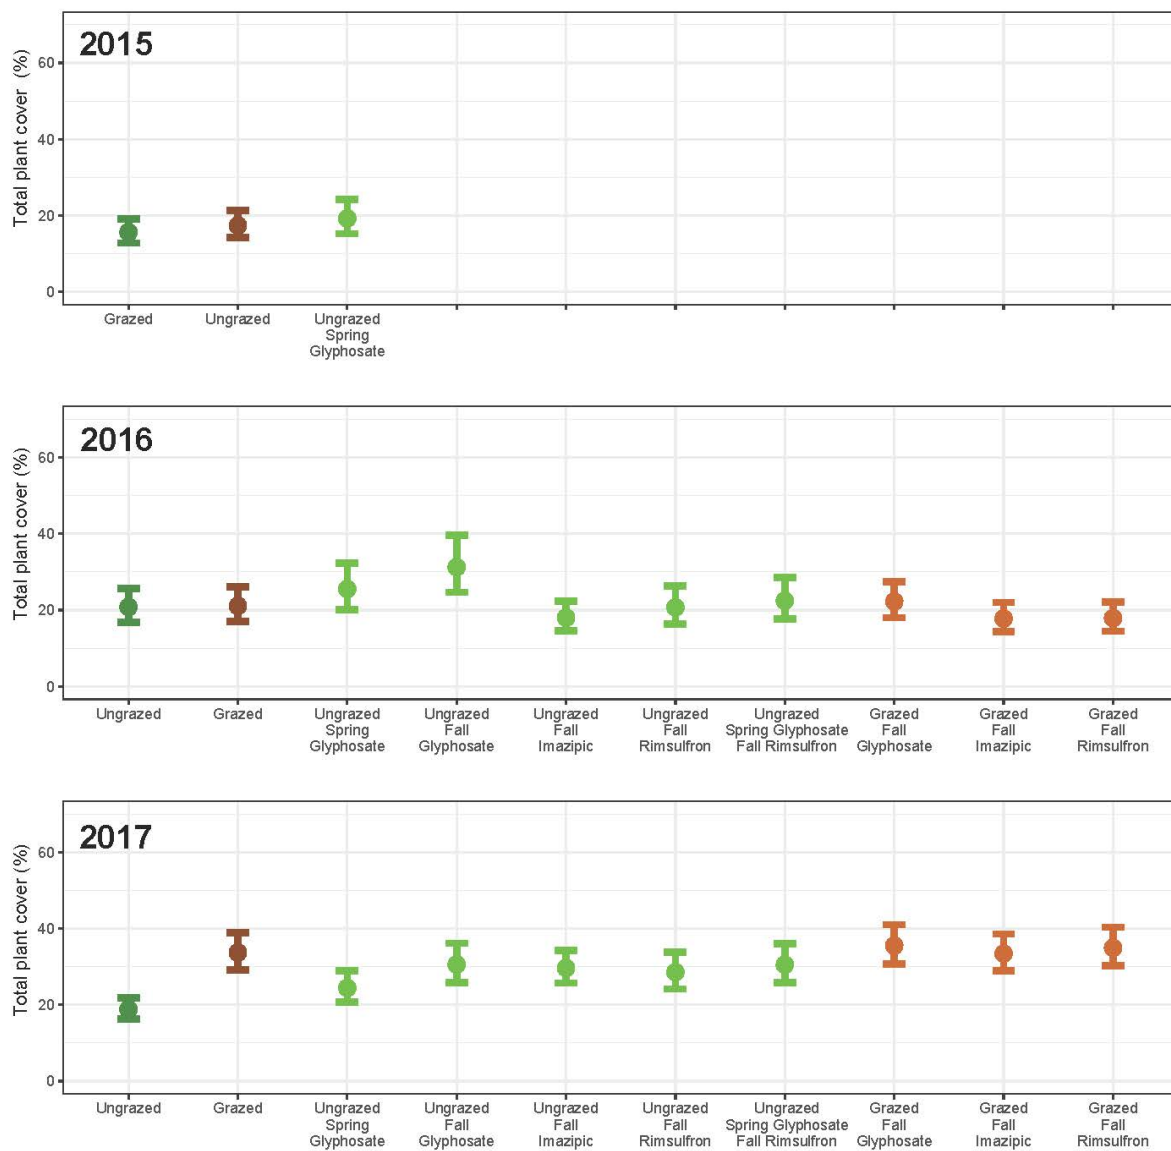 2015
Total plant cover (%)
60
40
20
0
Grazed
Ungrazed
Ungrazed
Spring
Glyphosate
2016
Total plant cover (%)
60
40
20
0
Ungrazed
Grazed
Ungrazed
Spring
Glyphosate
Ungrazed
Fall
Glyphosate
Ungrazed
Fall
Imazipic
Ungrazed
Fall
Rimsulfron
Ungrazed
Spring Glyphosate
Fall Rimsulfron
Grazed
Fall
Glyphosate
Grazed
Fall
Imazipic
Grazed
Fall
Rimsulfron
2017
Total plant cover (%)
60
40
20
0
Ungrazed
Grazed
Ungrazed
Spring
Glyphosate
Ungrazed
Fall
Glyphosate
Ungrazed
Fall
Imazipic
Ungrazed
Fall
Rimsulfron
Ungrazed
Spring Glyphosate
Fall Rimsulfron
Grazed
Fall
Glyphosate
Grazed
Fall
Imazipic
Grazed
Fall
Rimsulfron